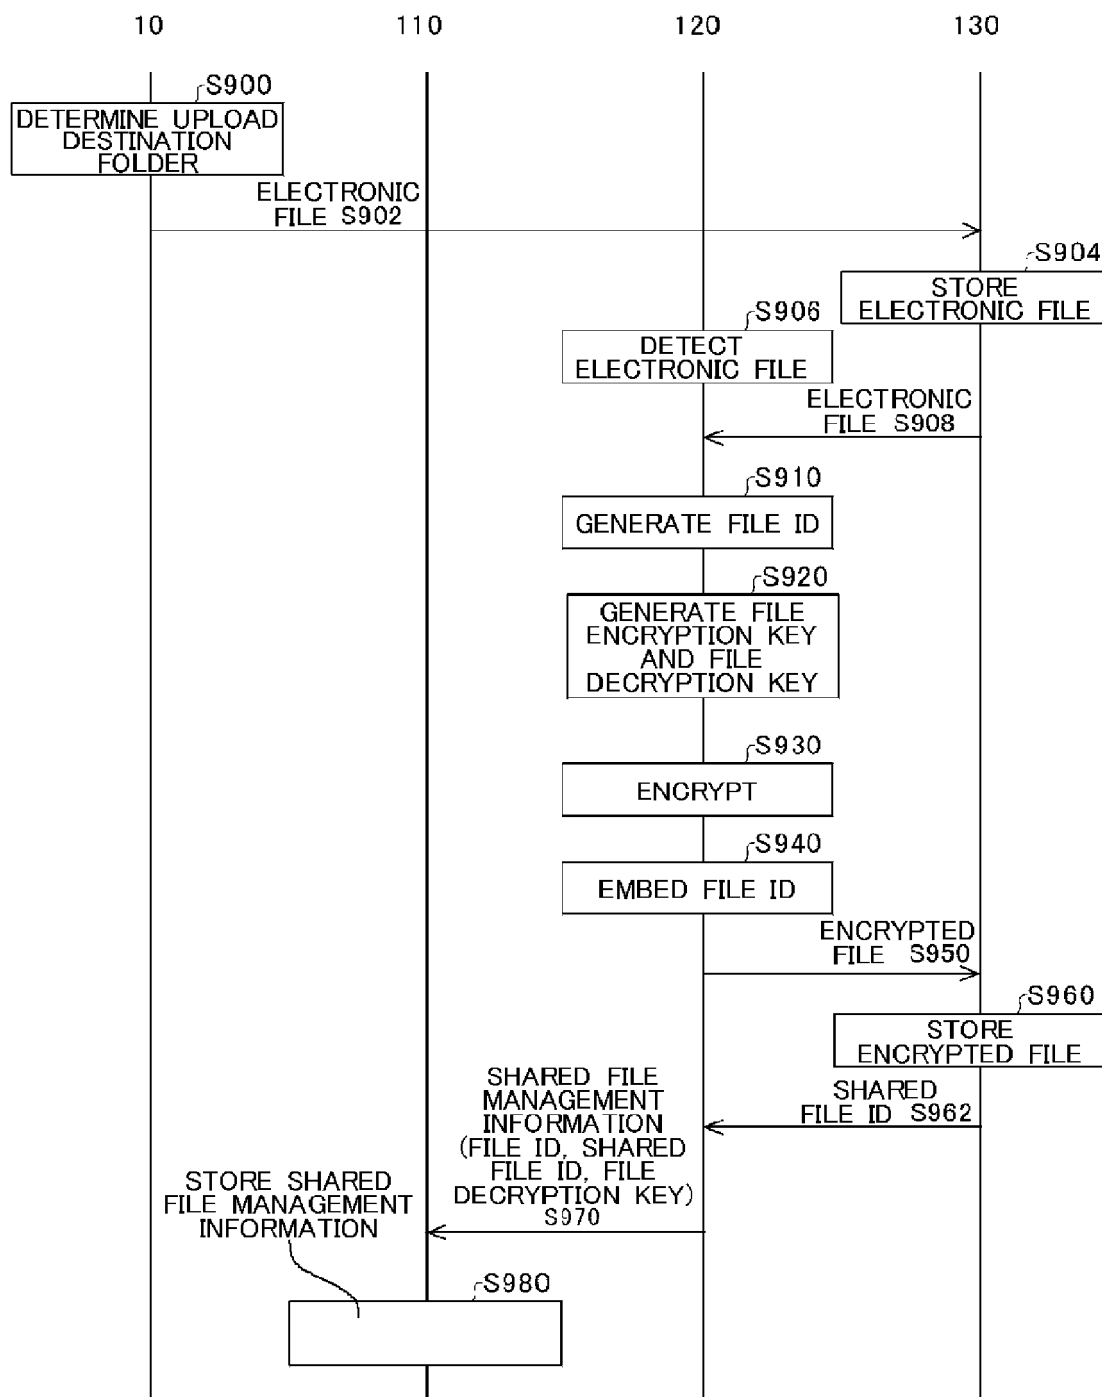 10
110
120
130
S900
DETERMINE UPLOAD
DESTINATION
FOLDER
ELECTRONIC
FILE S902
S904
STORE
ELECTRONIC FILE
S906
DETECT
ELECTRONIC FILE
ELECTRONIC
FILE S908
S910
GENERATE FILE ID
S920
GENERATE FILE
ENCRYPTION KEY
AND FILE
DECRYPTION KEY
S930
ENCRYPT
S940
EMBED FILE ID
ENCRYPTED
FILE S950
S960
STORE
ENCRYPTED FILE
SHARED
FILE ID S962
SHARED FILE
MANAGEMENT
INFORMATION
(FILE ID, SHARED
FILE ID, FILE
DECRYPTION KEY)
S970
STORE SHARED
FILE MANAGEMENT
INFORMATION
S980